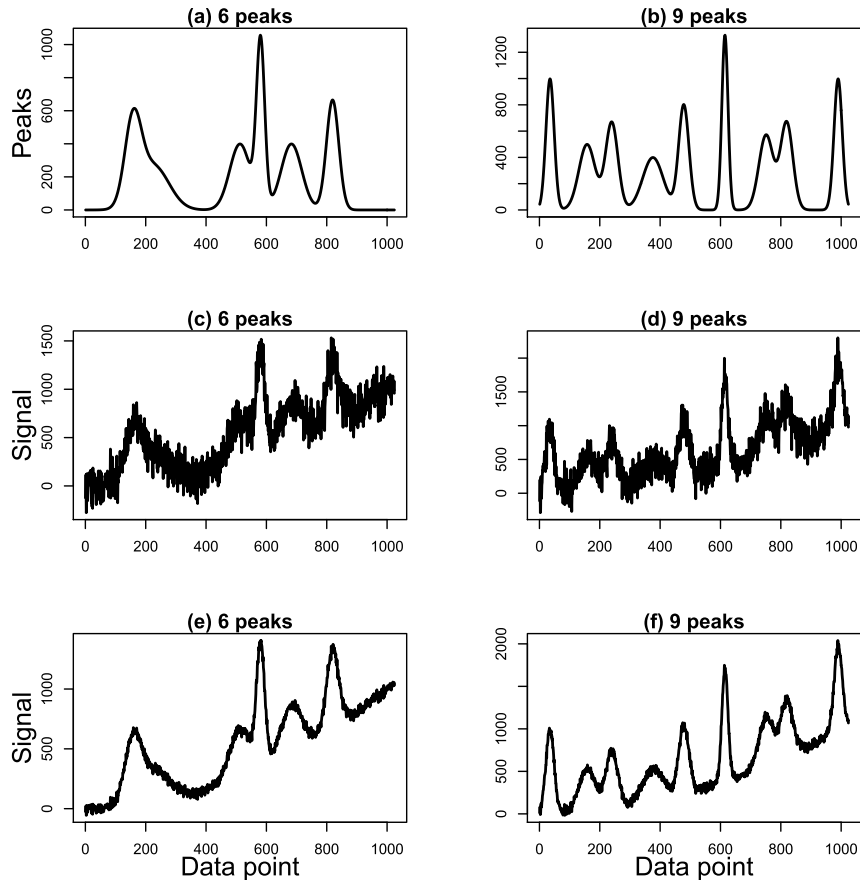 (a) 6 peaks
(b) 9 peaks
Peaks
0 200 600 1000
0 400 800 1200
0 200 400 600 800 1000
0 200 400 600 800 1000
(c) 6 peaks
(d) 9 peaks
Signal
0 500 1000 1500
0 500 1500
0 200 400 600 800 1000
0 200 400 600 800 1000
(e) 6 peaks
(f) 9 peaks
Signal
0 500 1000
0 500 1000 2000
0 200 400 600 800 1000
0 200 400 600 800 1000
Data point
Data point